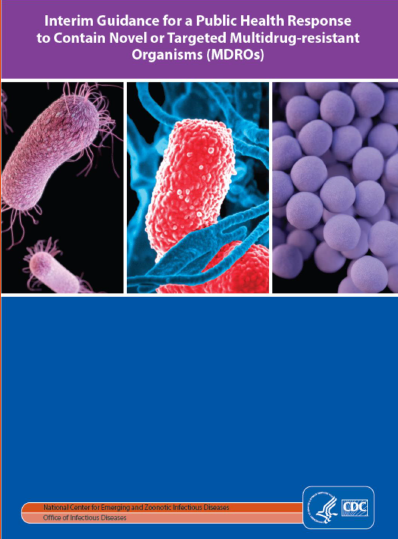 Interim Guidance for a Public Health Response
to Contain Novel or Targeted Multidrug-resistant
Organisms (MDROs)
National Center for Emerging and Zoonotic Infectious Diseases
Office of Infectious Diseases
CDC